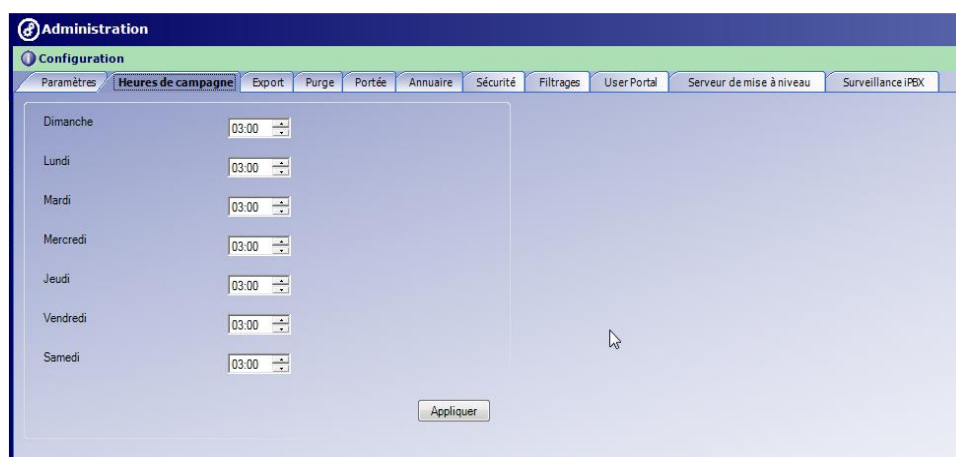 Administration
Configuration
Paramètres Heures de campagne Export Purge Portée Annuaire Sécurité Filtrages User Portal Serveur de mise à niveau Surveillance iPBX
Dimanche 03:00
Lundi 03:00
Mardi 03:00
Mercredi 03:00
Jeudi 03:00
Vendredi 03:00
Samedi 03:00
Appliquer